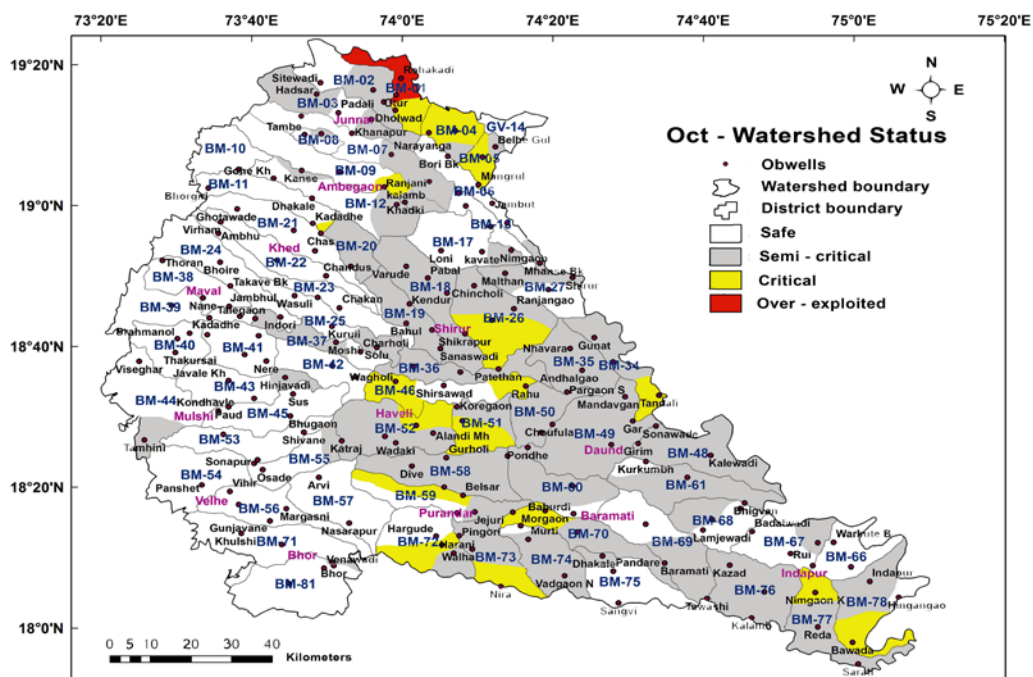 73°20' 73°40' 74°00' 74°20' 74°40' 75°0' 75°20'
19°20'
19°0'
18°40'
18°20'
18°0'
N
W E
S
Oct - Watershed Status
Obwells
Watershed boundary
District boundary
Safe
Semi - critical
Critical
Over - exploited
0 5 10 20 30 40
Kilometers
Rohakadi
BM-02
Sitewadi
BM-01
Hadsar
Otur
BM-03 Padali
Junnar Dholwad
BM-04 GV-14
Tambe BM-08 Khanapur
Belhe Gul
BM-10 BM-07 Narayanga
Bori Bk BM-05
BM-09
Gohe Kh Kanse
Mangrul
BM-11 Ambegaon Ranjani
BM-06
Dhakale BM-12 kalamb
Khadki Jambut
Ghotawade Kadadhe
BM-21
Virham Ambhu Chas
BM-24 Khed BM-20 BM-17
Loni kavate Nimgaon
Thoran Bhoire BM-22 Chandus Varude Pabal
BM-38 Takave Bk BM-23 BM-18 Malthan Mhanse Bk
Maval Jambhul Wasuli Chakan Kendur Chincholi BM-27 Shirur
BM-39 Nane Ranjangao
Talegaon BM-19
Kadadhe Indori BM-25 Bahul Shirur BM-26
Brahmanol BM-37 Kuruli Charholi Shikrapur Gunat
BM-40 BM-41 Moshi Solu Sanaswadi Nhavara
Thakursai BM-42 BM-36 BM-35 BM-34
Viseghar Javale Kh Nere Patethan Andhalgao
Hinjavadi Wagholi
BM-43 BM-46 Shirsawad Rahu Pargaon S
BM-44 Kondhavle Sus Mandavgan Tandali
Mulshi Paud BM-45 Haveli Koregaon BM-50
Bhugaon BM-51
BM-53 Shivane BM-52 Alandi Mh Choufula BM-49 Gar Sonawade
Tamhini Katraj Wadaki Gurholi Daund Girim
BM-55 Pondhe BM-48 Kalewadi
Sonapur Dive BM-58 Kurkumbh
BM-54 Osade BM-61
Panshet Vihir Arvi BM-59 Belsar BM-60
Velhe BM-57 Bhigvan
BM-56 Purandar Baburdi Baramati BM-68
Margasni Jejuri Morgaon Badalwadi
Gunjavane Nasarapur Hargude Murti BM-70 BM-69 Lamjewadi BM-67
Khulshi BM-71 BM-72 Pingori Rui BM-66
Harani BM-73 BM-74
Bhor Venawadi Walha Dhakale Pandare Indapur Indapur
Bhor Baramati Kazad
BM-81 Vadgaon N BM-75 BM-76 Nimgaon K BM-78
Nira Sangvi Tawashi
Kalamb BM-77
Reda
Bawada
Sarati